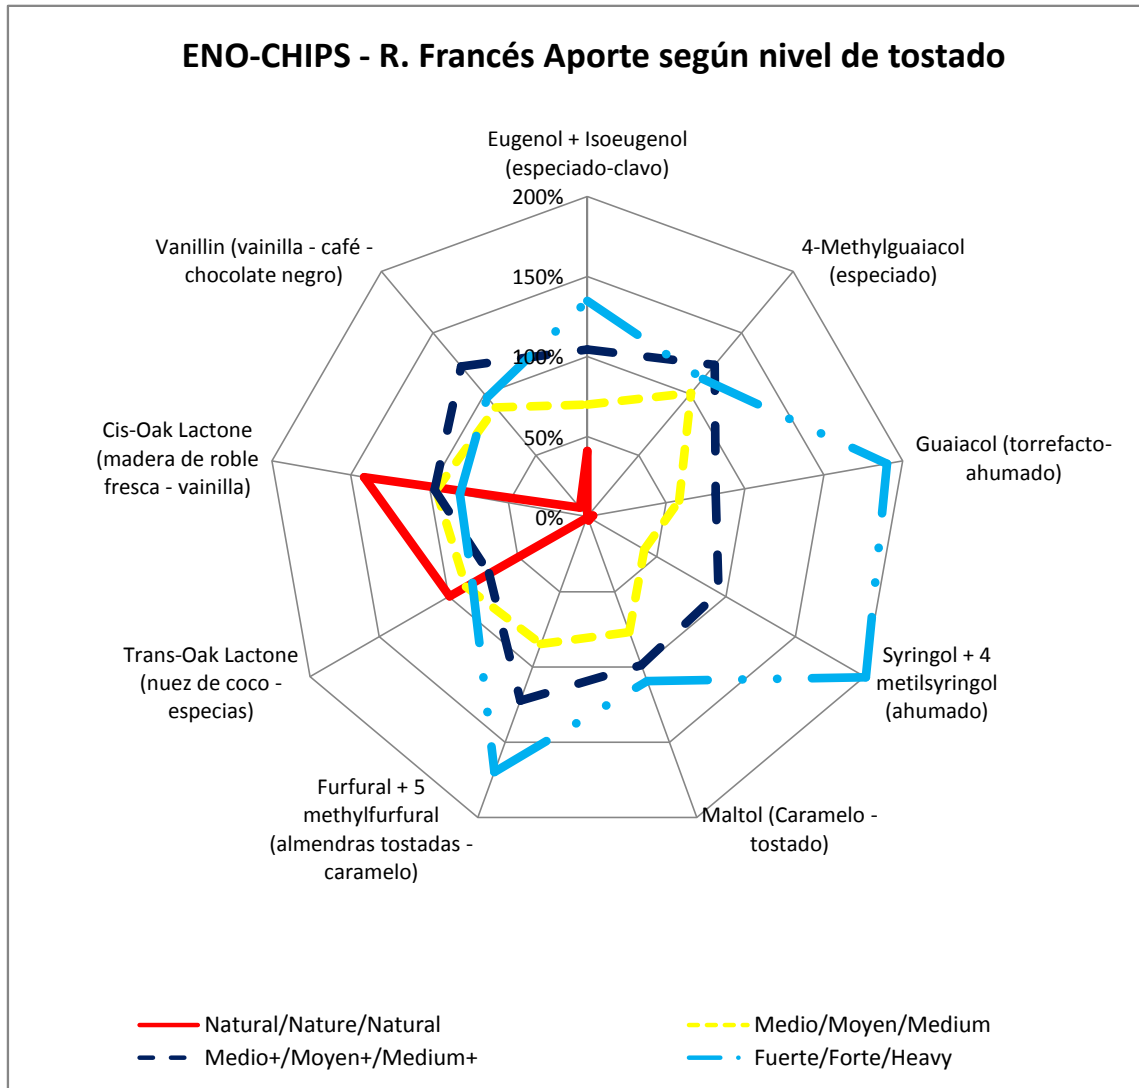 ENO-CHIPS - R. Francés Aporte según nivel de tostado
Eugenol + Isoeugenol
(especiado-clavo)
200%
150%
100%
50%
0%
4-Methylguaiacol
(especiado)
Guaiacol (torrefacto-
ahumado)
Syringol + 4
metilsyringol
(ahumado)
Maltol (Caramelo -
tostado)
Furfural + 5
methylfurfural
(almendras tostadas -
caramelo)
Trans-Oak Lactone
(nuez de coco -
especias)
Cis-Oak Lactone
(madera de roble
fresca - vainilla)
Vanillin (vainilla - café -
chocolate negro)
Natural/Nature/Natural
Medio/Moyen/Medium
Medio+/Moyen+/Medium+
Fuerte/Forte/Heavy